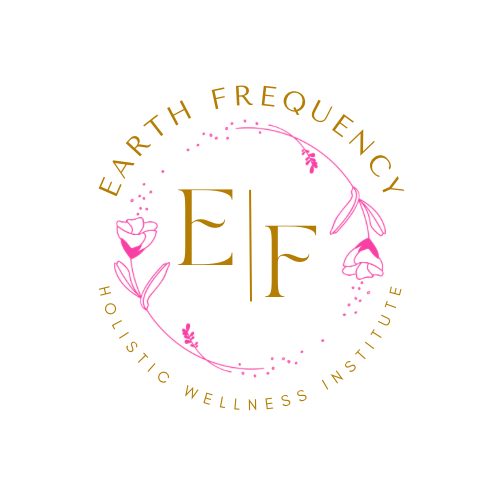 EARTH FREQUENCY
E|F
HOLISTIC WELLNESS INSTITUTE